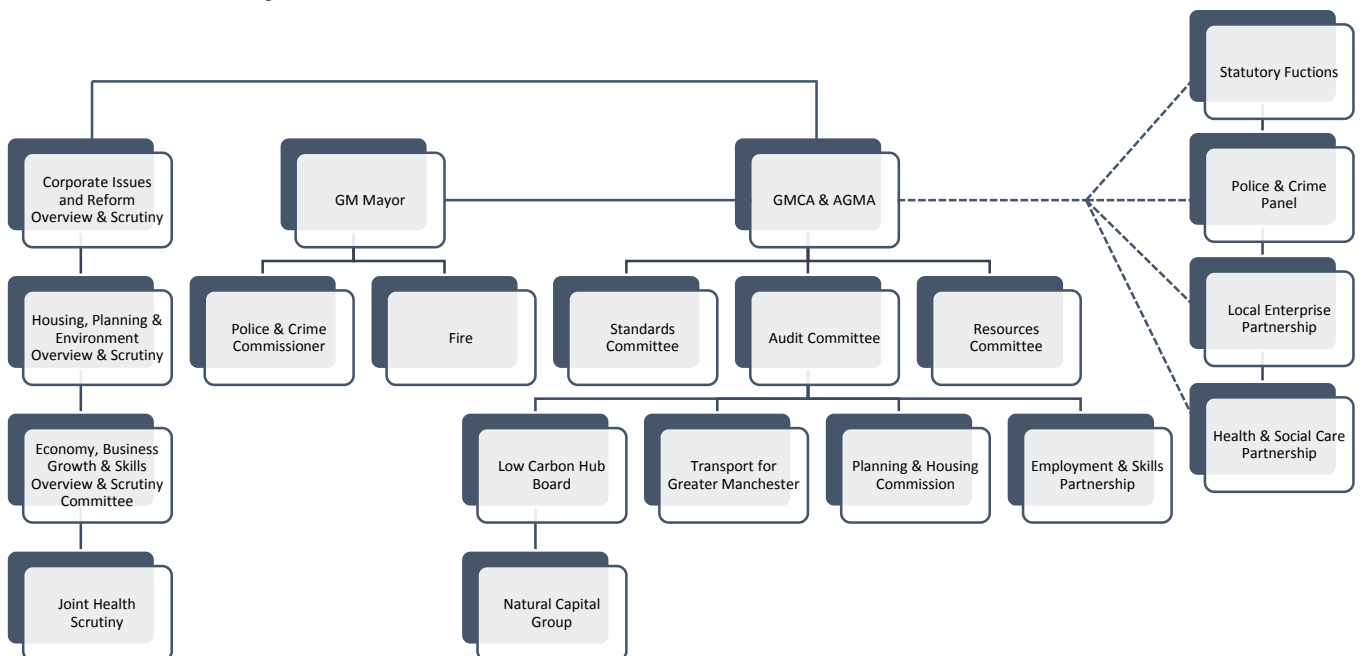 Statutory Fuctions
Corporate Issues
and Reform
Overview & Scrutiny
GM Mayor
GMCA & AGMA
Police & Crime
Panel
Housing, Planning &
Environment
Overview & Scrutiny
Police & Crime
Commissioner
Fire
Standards
Committee
Audit Committee
Resources
Committee
Local Enterprise
Partnership
Economy, Business
Growth & Skills
Overview & Scrutiny
Committee
Low Carbon Hub
Board
Transport for
Greater Manchester
Planning & Housing
Commission
Employment & Skills
Partnership
Health & Social Care
Partnership
Joint Health
Scrutiny
Natural Capital
Group